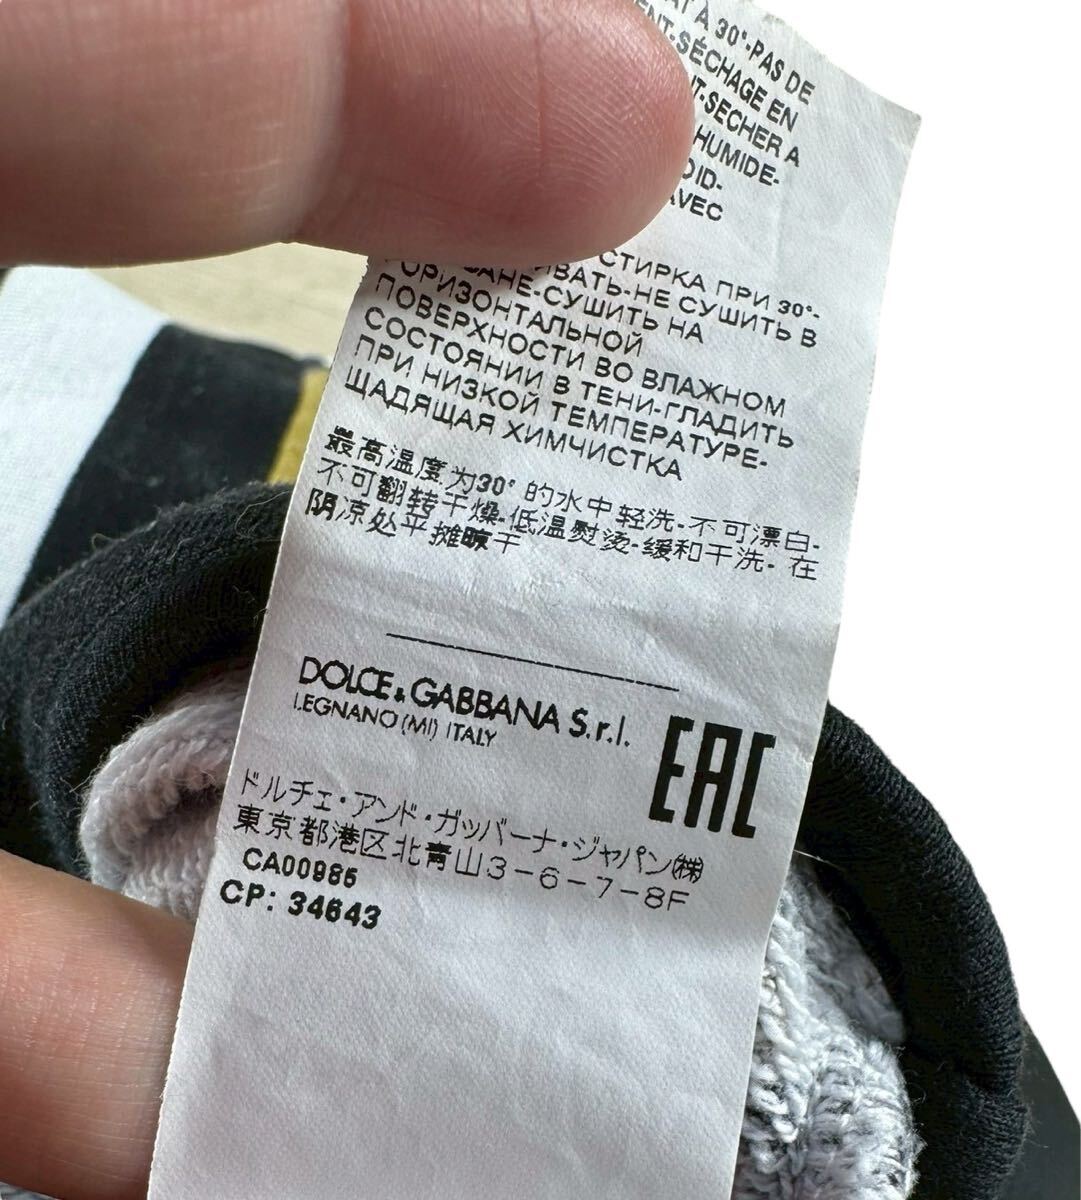 À 30°-PAS DE
-SÉCHAGE EN
-SECHER A
HUMIDE-
AVEC
СТИРКА ПРИ 30°-
-НЕ СУШИТЬ В
-СУШИТЬ НА
ГОРИЗОНТАЛЬНОЙ
ПОВЕРХНОСТИ ВО ВЛАЖНОМ
СОСТОЯНИИ В ТЕНИ-ГЛАДИТЬ
ПРИ НИЗКОЙ ТЕМПЕРАТУРЕ-
ЩАДЯЩАЯ ХИМЧИСТКА
最高温度为30°的水中轻洗-不可漂白-
不可翻转干燥-低温熨烫-缓和干洗-在
阴凉处平摊晾干
DOLCE & GABBANA S.r.l.
LEGNANO (MI) ITALY
EAC
ドルチェ・アンド・ガッバーナ・ジャパン㈱
東京都港区北青山3-6-7-8F
CA00985
CP: 34643